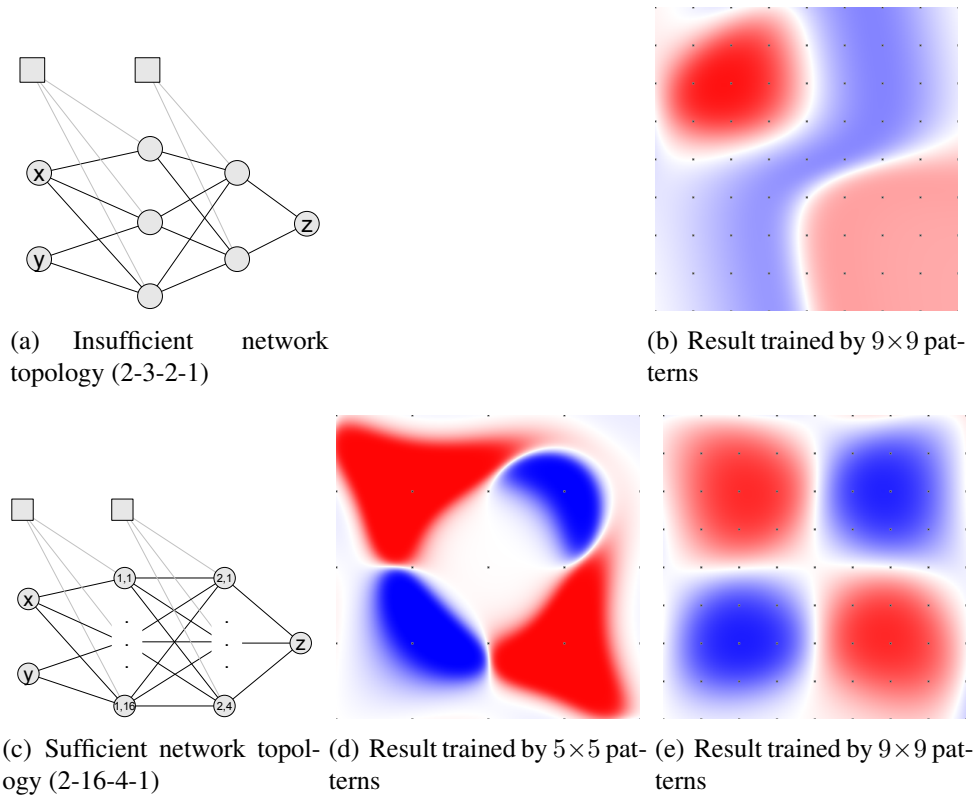 x
y
z
(a) Insufficient network
topology (2-3-2-1)
(b) Result trained by 9×9 pat-
terns
x
y
1,1
1,16
2,1
2,4
z
(c) Sufficient network topol-
ogy (2-16-4-1)
(d) Result trained by 5×5 pat-
terns
(e) Result trained by 9×9
patterns